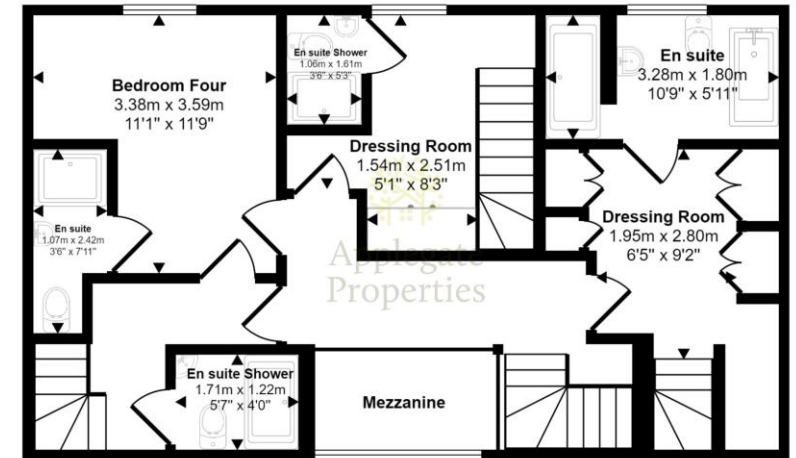 Bedroom Four
3.38m x 3.59m
11'1" x 11'9"
En suite Shower
1.06m x 1.61m
3'6" x 5'3"
En suite
3.28m x 1.80m
10'9" x 5'11"
Dressing Room
1.54m x 2.51m
5'1" x 8'3"
En suite
1.07m x 2.42m
3'6" x 7'11"
Dressing Room
1.95m x 2.80m
6'5" x 9'2"
Applegate
Properties
En suite Shower
1.71m x 1.22m
5'7" x 4'0"
Mezzanine